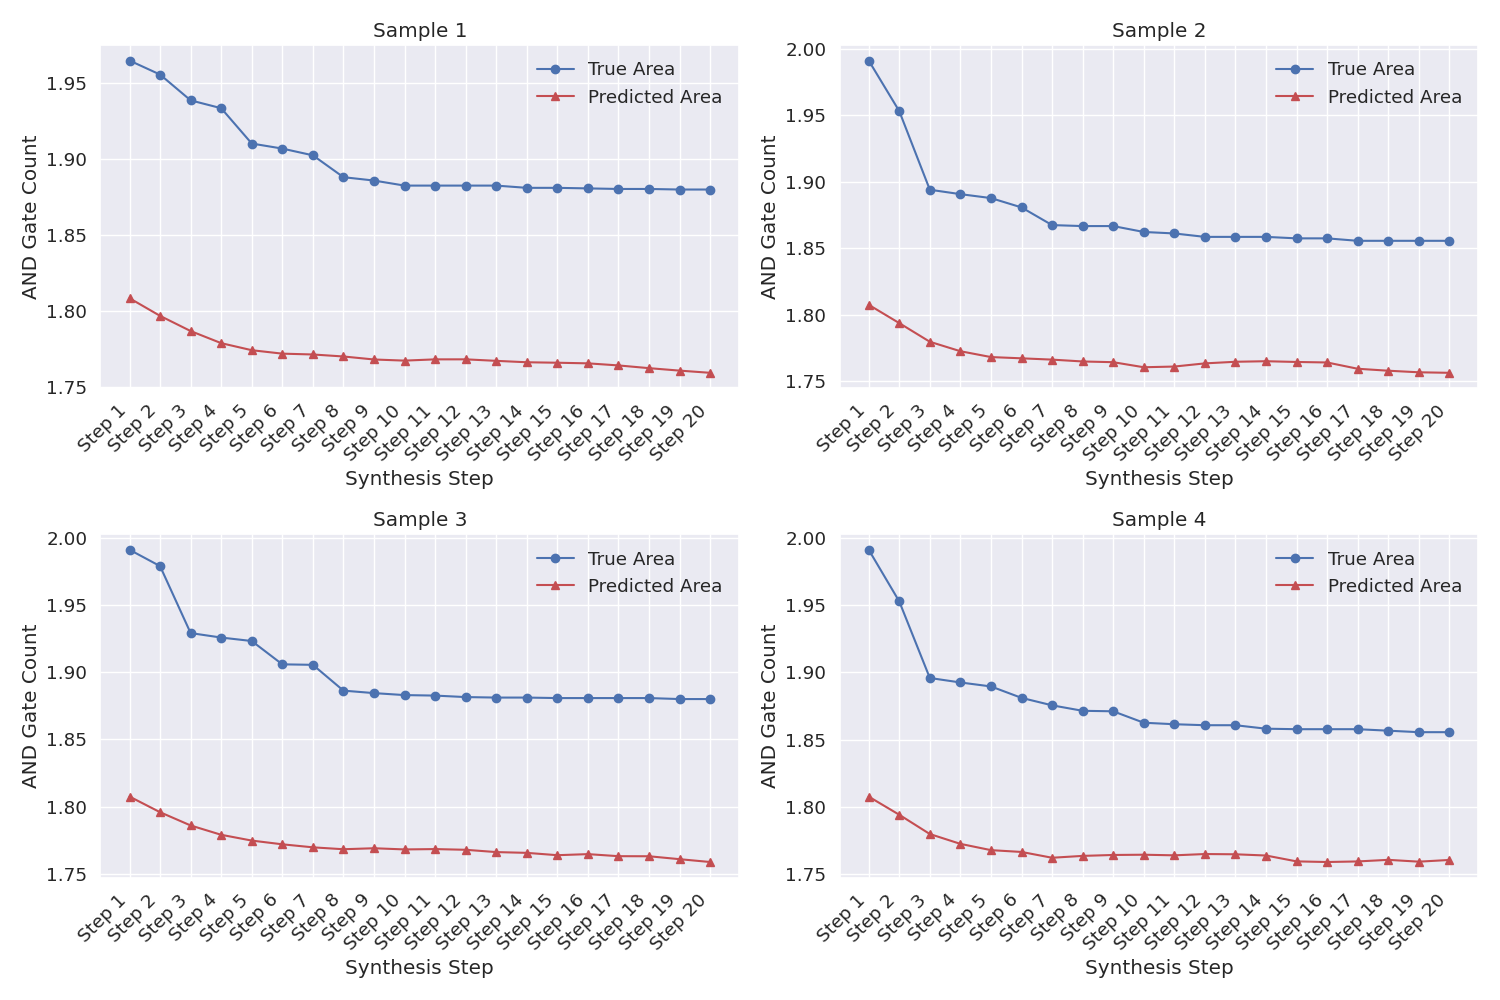 Sample 1
AND Gate Count
1.95
1.90
1.85
1.80
1.75
True Area
Predicted Area
Step 1
Step 2
Step 3
Step 4
Step 5
Step 6
Step 7
Step 8
Step 9
Step 10
Step 11
Step 12
Step 13
Step 14
Step 15
Step 16
Step 17
Step 18
Step 19
Step 20
Synthesis Step
Sample 2
AND Gate Count
2.00
1.95
1.90
1.85
1.80
1.75
True Area
Predicted Area
Step 1
Step 2
Step 3
Step 4
Step 5
Step 6
Step 7
Step 8
Step 9
Step 10
Step 11
Step 12
Step 13
Step 14
Step 15
Step 16
Step 17
Step 18
Step 19
Step 20
Synthesis Step
Sample 3
AND Gate Count
2.00
1.95
1.90
1.85
1.80
1.75
True Area
Predicted Area
Step 1
Step 2
Step 3
Step 4
Step 5
Step 6
Step 7
Step 8
Step 9
Step 10
Step 11
Step 12
Step 13
Step 14
Step 15
Step 16
Step 17
Step 18
Step 19
Step 20
Synthesis Step
Sample 4
AND Gate Count
2.00
1.95
1.90
1.85
1.80
1.75
True Area
Predicted Area
Step 1
Step 2
Step 3
Step 4
Step 5
Step 6
Step 7
Step 8
Step 9
Step 10
Step 11
Step 12
Step 13
Step 14
Step 15
Step 16
Step 17
Step 18
Step 19
Step 20
Synthesis Step